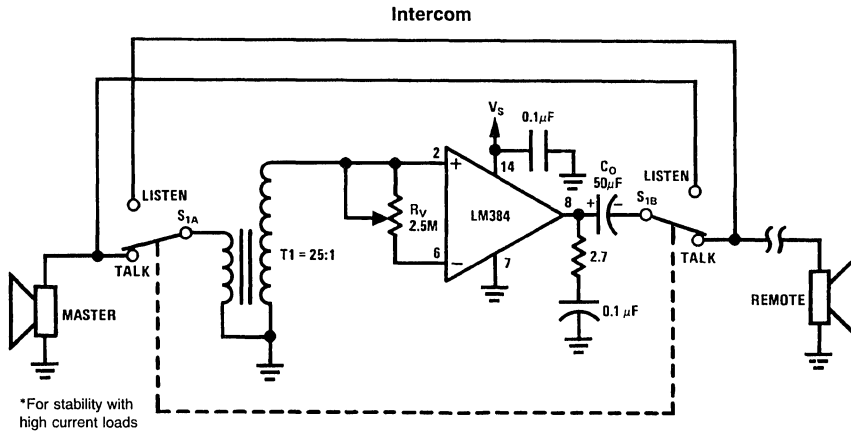 Intercom
V_S
0.1µF
2
+
14
C_O
50µF
LISTEN
LISTEN
8
+
−
S_1B
S_1A
R_V
2.5M
LM384
T1 = 25:1
6
−
7
2.7
TALK
TALK
MASTER
0.1 µF
REMOTE
*For stability with
high current loads